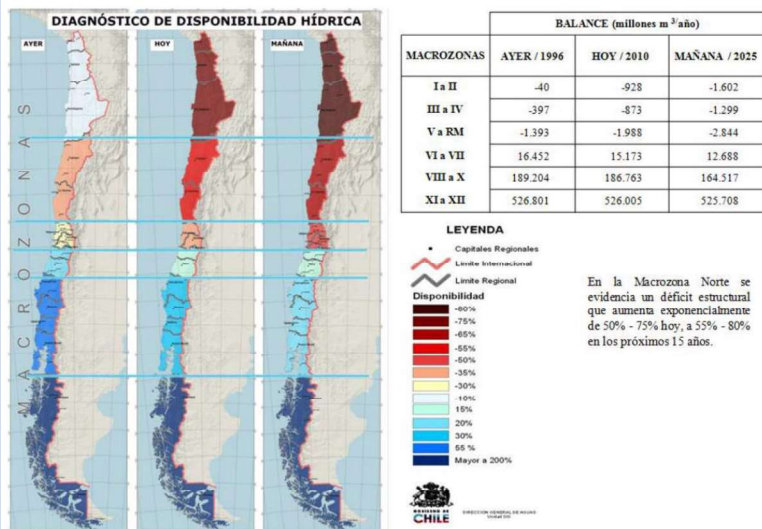 DIAGNÓSTICO DE DISPONIBILIDAD HÍDRICA
AYER
HOY
MAÑANA
MACROZONAS
BALANCE (millones m³/año)
MACROZONAS AYER / 1996 HOY / 2010 MAÑANA / 2025
I a II -40 -928 -1.602
III a IV -397 -873 -1.299
V a RM -1.393 -1.988 -2.844
VI a VII 16.452 15.173 12.688
VIII a X 189.204 186.763 164.517
XI a XII 526.801 526.005 525.708
LEYENDA
Capitales Regionales
Limite Internacional
Limite Regional
Disponibilidad
-80%
-75%
-65%
-55%
-50%
-35%
-30%
-10%
15%
20%
30%
55 %
Mayor a 200%
En la Macrozona Norte se
evidencia un déficit estructural
que aumenta exponencialmente
de 50% - 75% hoy, a 55% - 80%
en los próximos 15 años.
GOBIERNO DE
CHILE
DIRECCION GENERAL DE AGUAS